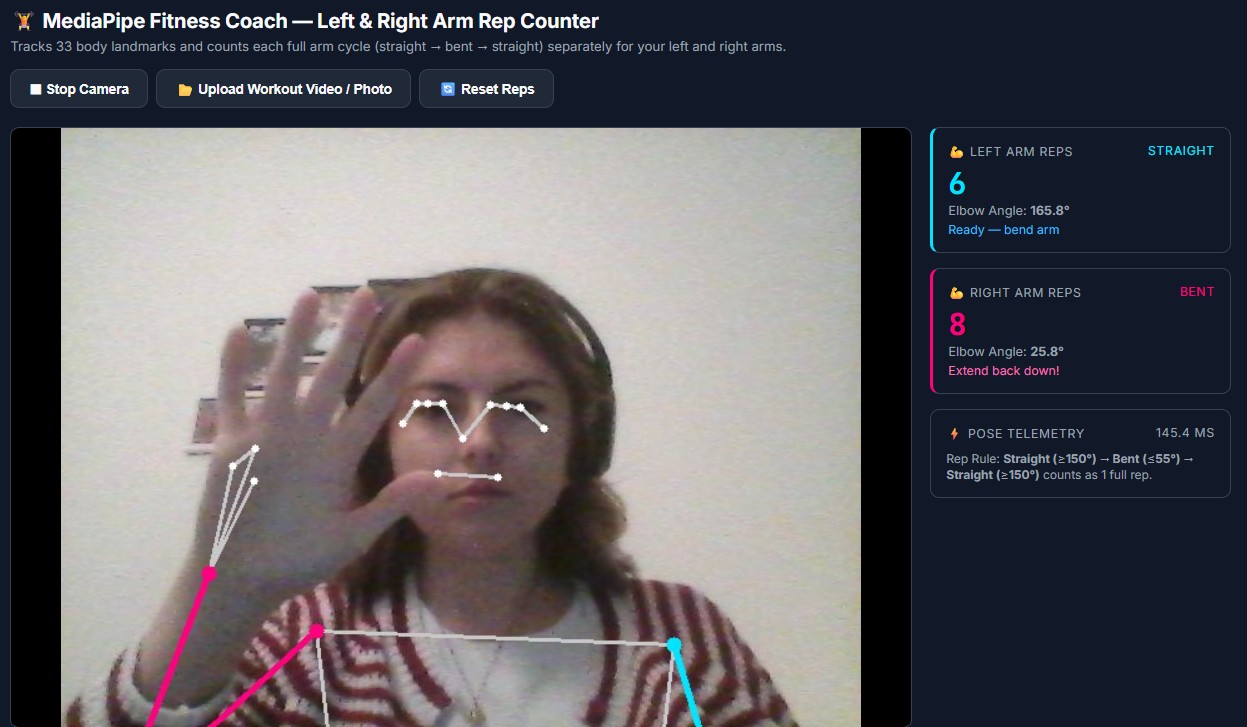 🏋️ MediaPipe Fitness Coach — Left & Right Arm Rep Counter
Tracks 33 body landmarks and counts each full arm cycle (straight → bent → straight) separately for your left and right arms.
⏹ Stop Camera
📂 Upload Workout Video / Photo
🔄 Reset Reps
💪 LEFT ARM REPS STRAIGHT
6
Elbow Angle: 165.8°
Ready — bend arm
💪 RIGHT ARM REPS BENT
8
Elbow Angle: 25.8°
Extend back down!
⚡ POSE TELEMETRY 145.4 MS
Rep Rule: Straight (≥150°) → Bent (≤55°) →
Straight (≥150°) counts as 1 full rep.